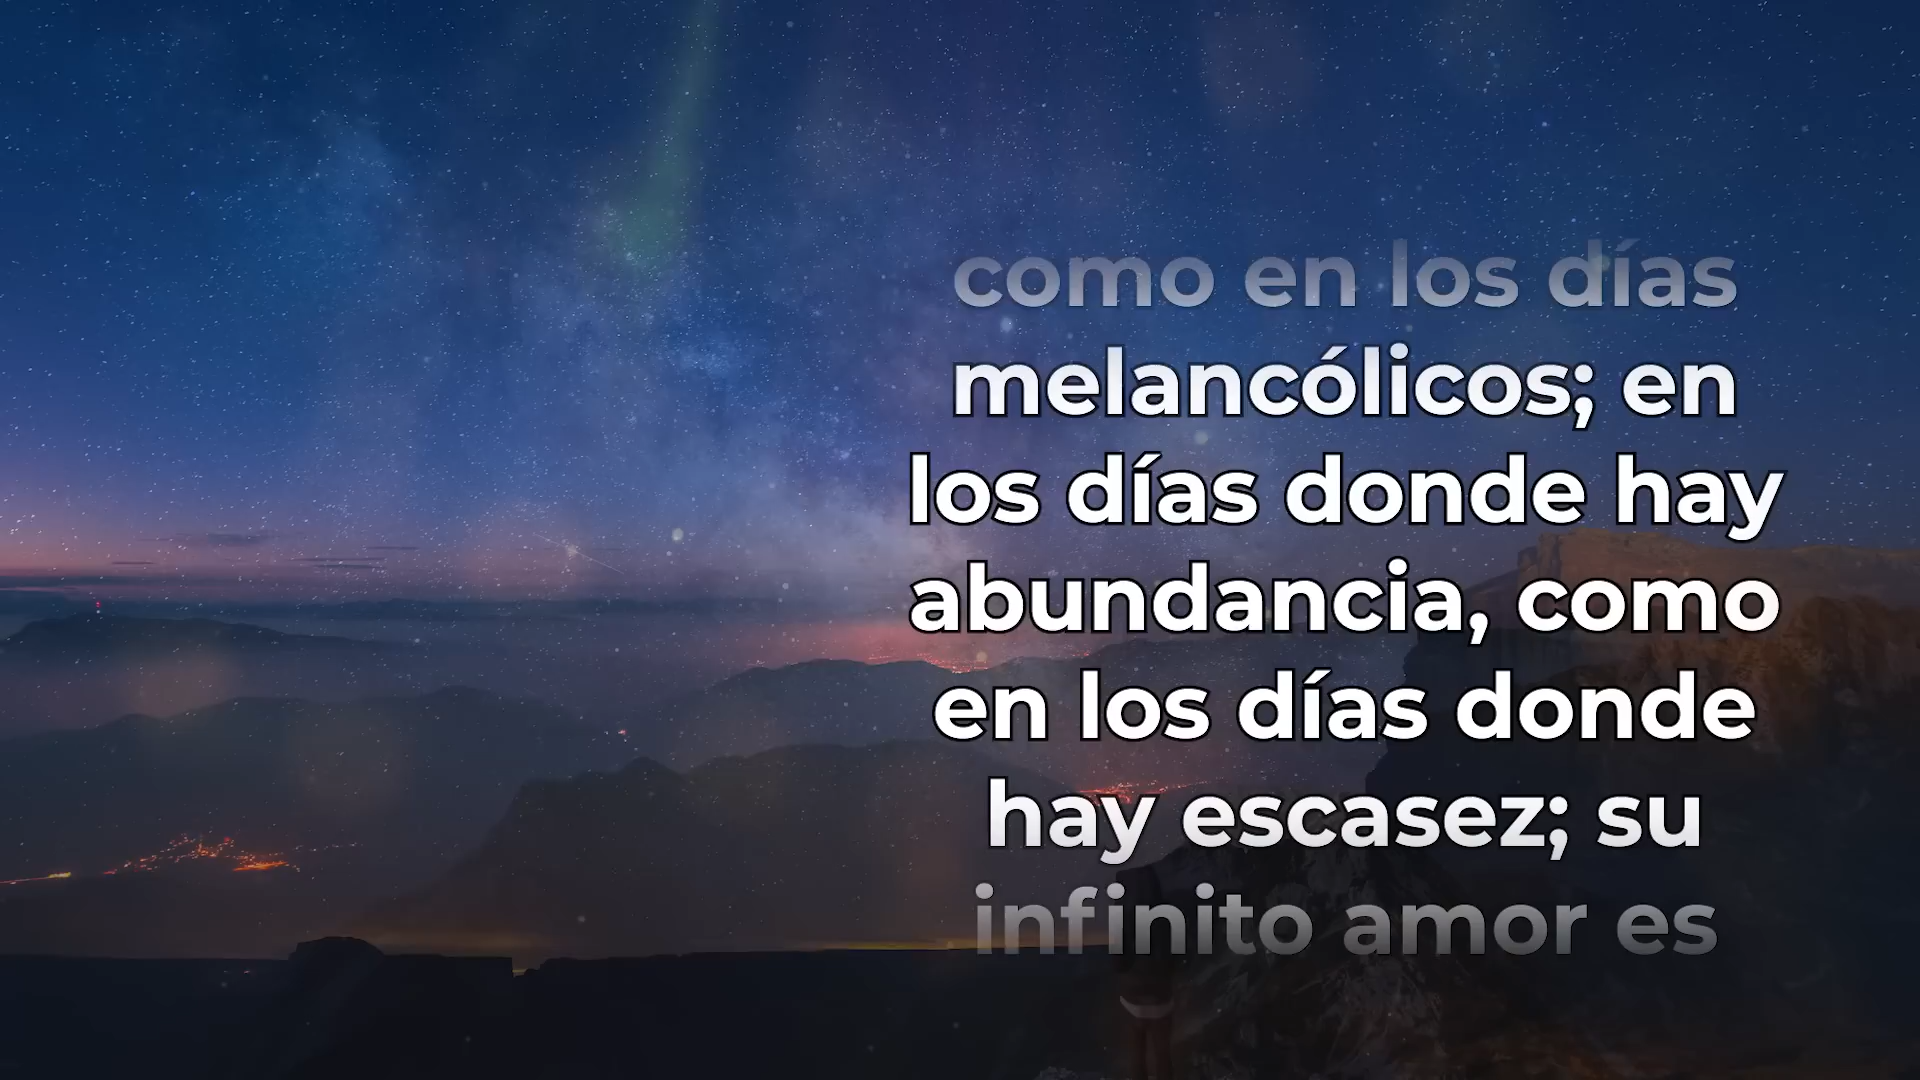 como en los días
melancólicos; en
los días donde hay
abundancia, como
en los días donde
hay escasez; su
infinito amor es